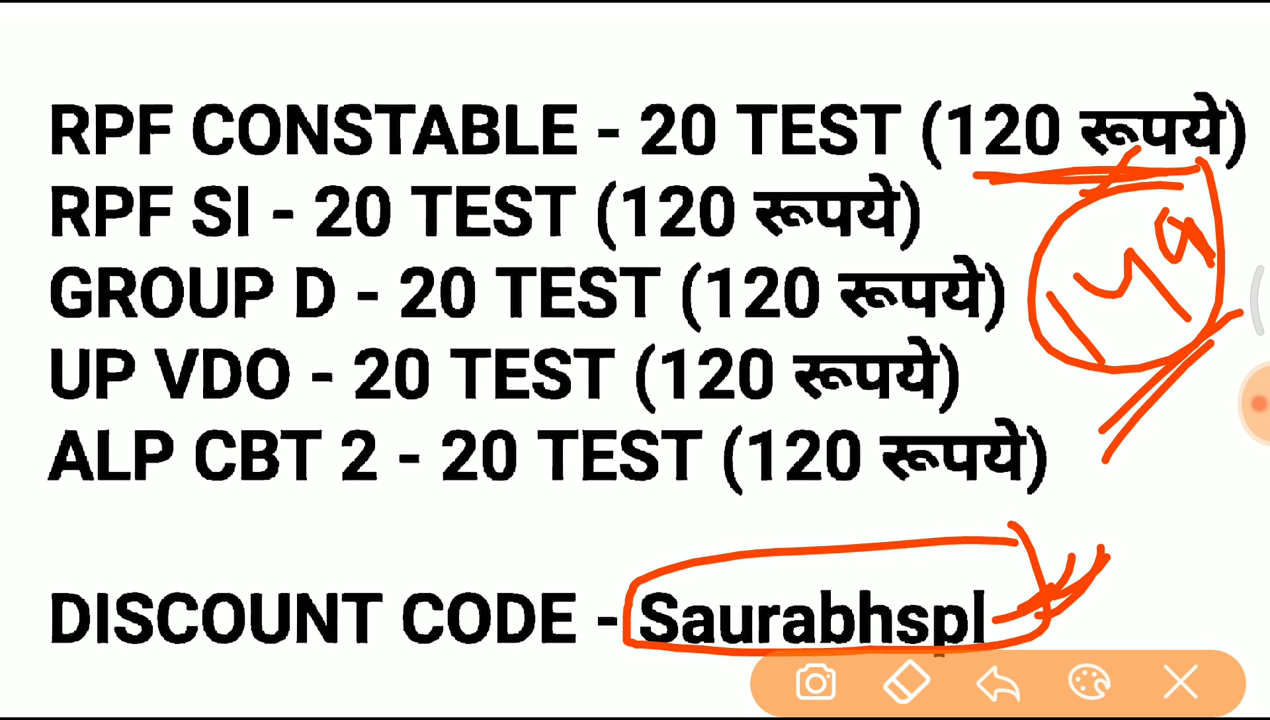 RPF CONSTABLE - 20 TEST (120 रूपये)
RPF SI - 20 TEST (120 रूपये)
GROUP D - 20 TEST (120 रूपये)
UP VDO - 20 TEST (120 रूपये)
ALP CBT 2 - 20 TEST (120 रूपये)
DISCOUNT CODE - Saurabhspl